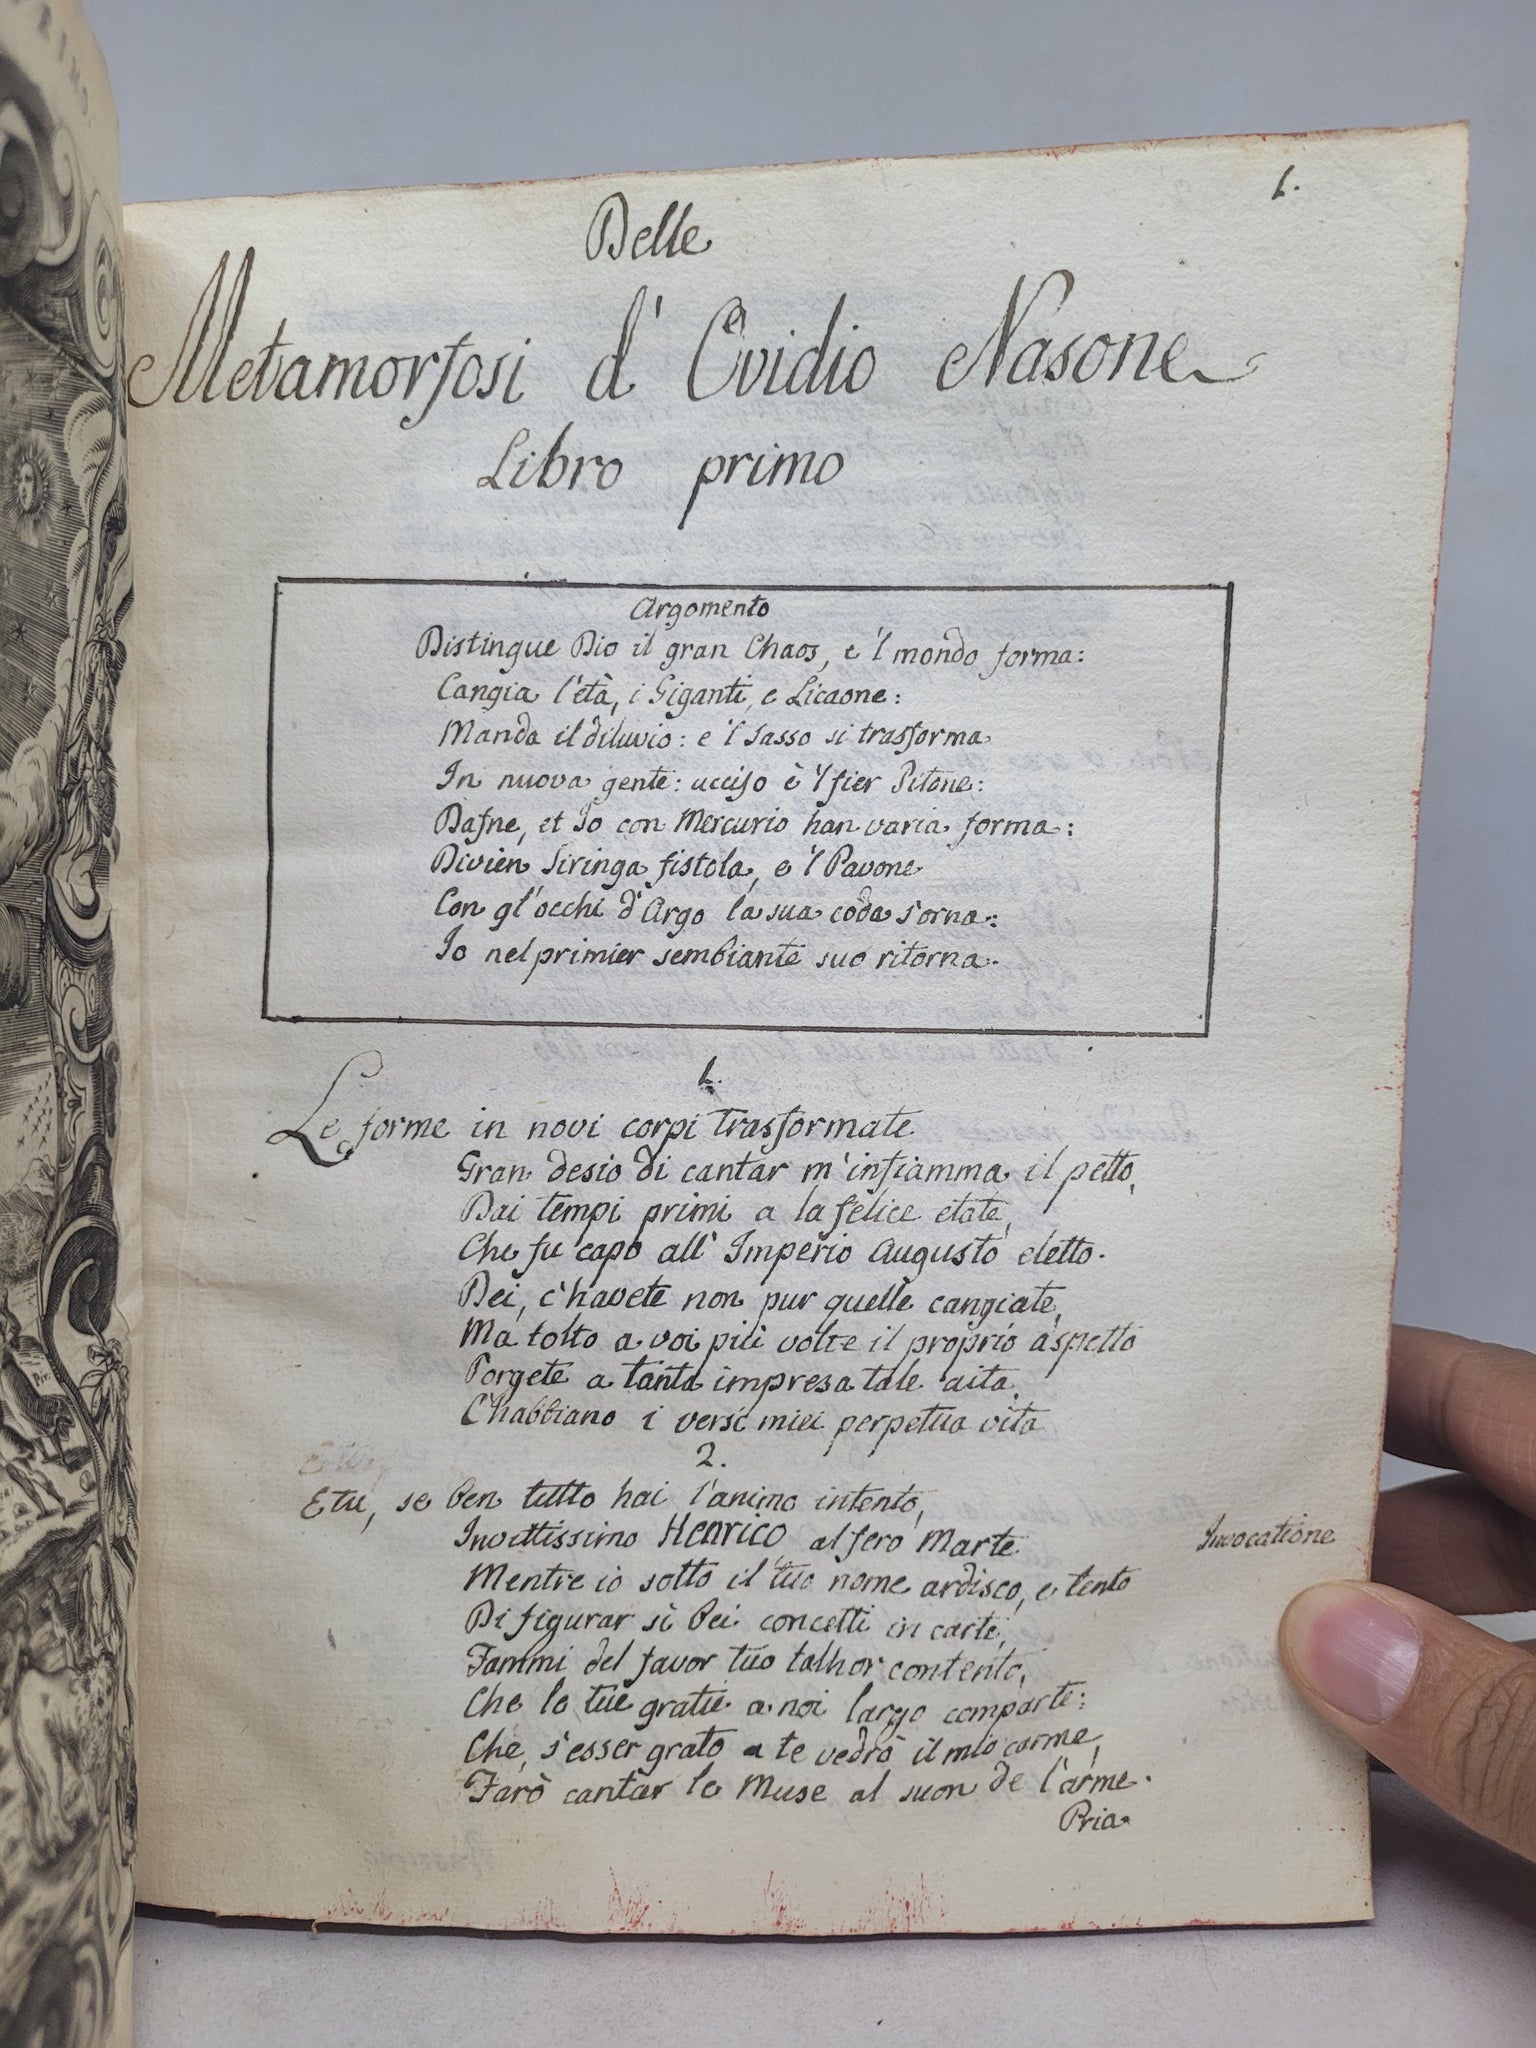 1.
Delle
Metamorfosi d' Ovidio Nasone
Libro primo
Argomento
Distingue Dio il gran Chaos, e 'l mondo forma:
Cangia l'età, i Giganti, e Licaone:
Manda il diluvio: e 'l sasso si trasforma
In nuova gente: ucciso è 'l fier Pitone:
Dafne, et Io con Mercurio han varia forma:
Divien Siringa fistola, e 'l Pavone
Con gl'occhi d'Argo la sua coda s'orna:
Io nel primier sembiante suo ritorna.
1.
Le forme in novi corpi trasformate
Gran desio di cantar m'infiamma il petto,
Dai tempi primi a la felice etate,
Che fu capo all' Imperio Augusto eletto.
Dei, c'havete non pur quelle cangiate,
Ma tolto a voi più volte il proprio aspetto
Porgete a tanta impresa tale aita,
C'habbiano i versi miei perpetua vita
2.
E tu, se ben tutto hai l'animo intento,
Invittissimo Henrico al fero Marte
Invocatione
Mentre io sotto il tuo nome ardisco, e tento
Di figurar sì bei concetti in carte,
Fammi del favor tuo talhor contento,
Che le tue gratie a noi largo comparte:
Che, s'esser grato a te vedrò il mio carme,
Farò cantar le Muse al suon de l'arme.
Pria